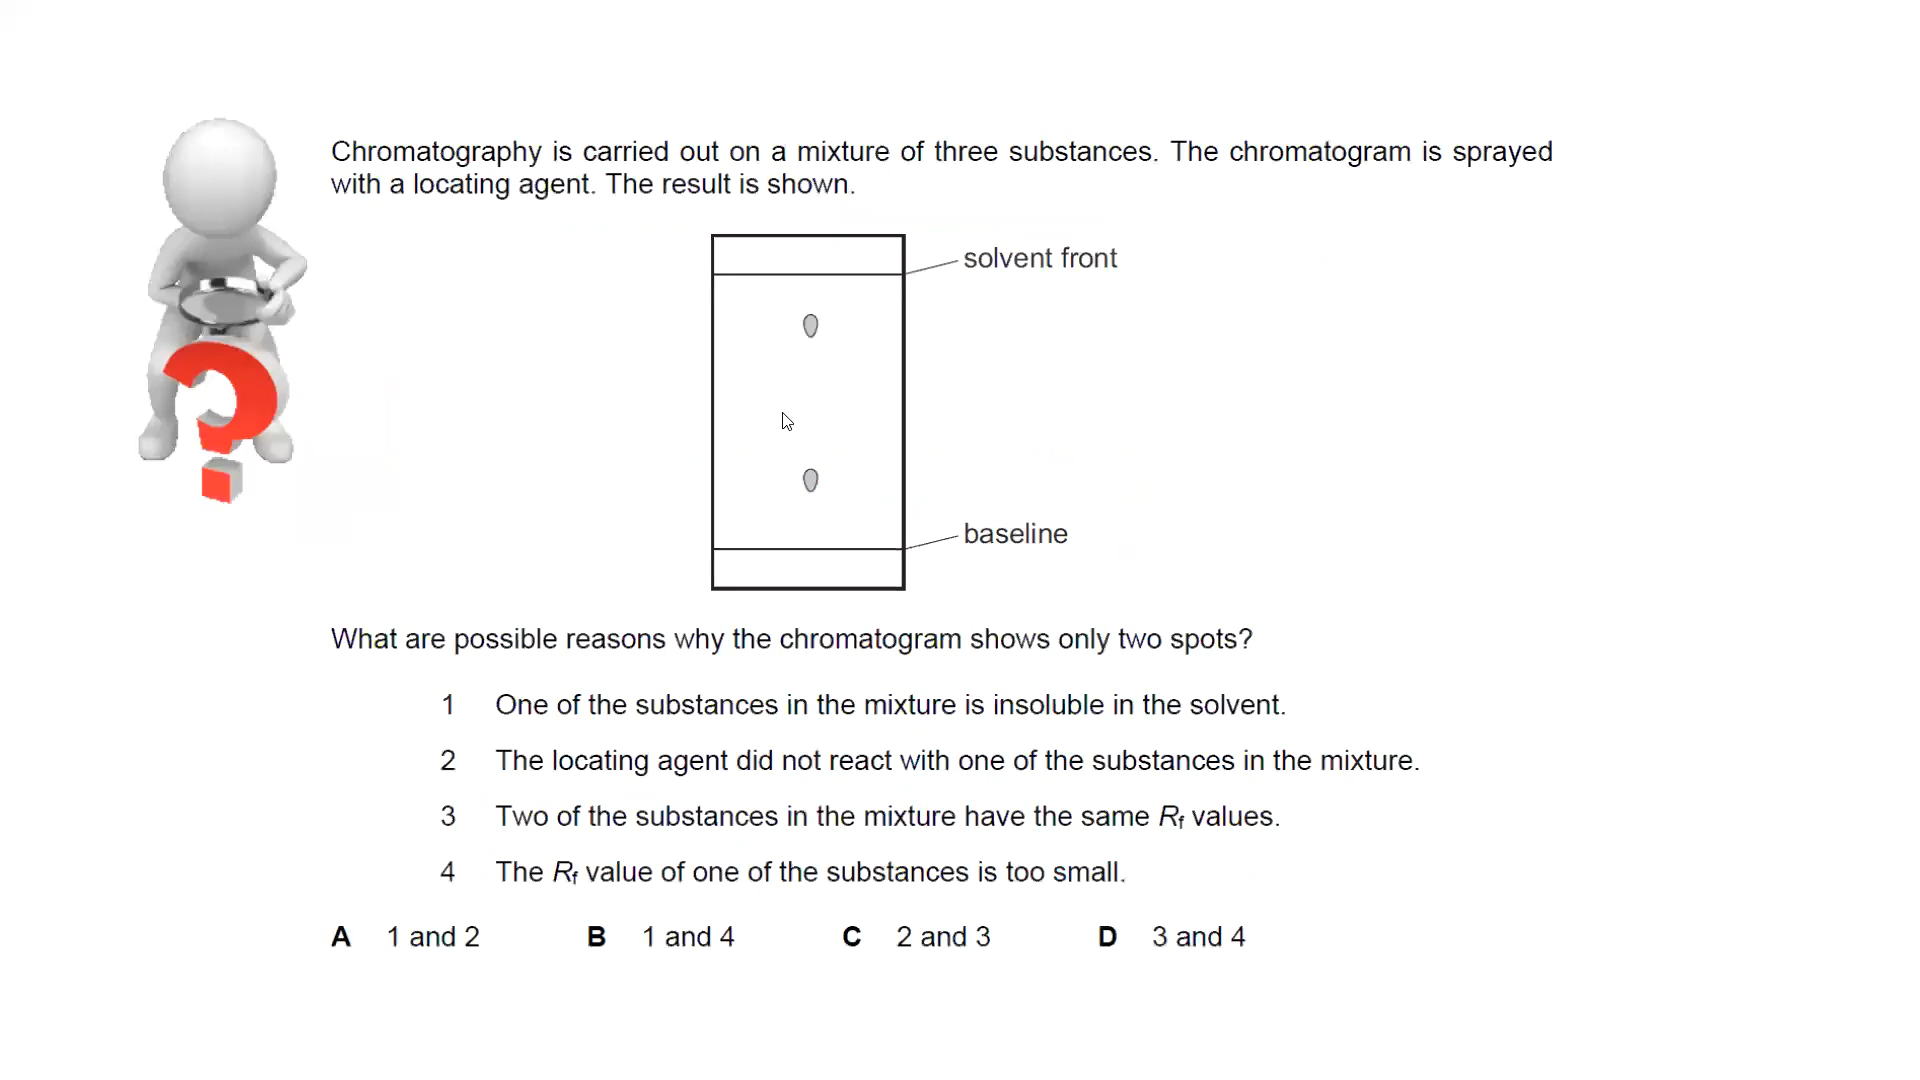 Chromatography is carried out on a mixture of three substances. The chromatogram is sprayed
with a locating agent. The result is shown.
solvent front
baseline
What are possible reasons why the chromatogram shows only two spots?
1 One of the substances in the mixture is insoluble in the solvent.
2 The locating agent did not react with one of the substances in the mixture.
3 Two of the substances in the mixture have the same Rf values.
4 The Rf value of one of the substances is too small.
A 1 and 2 B 1 and 4 C 2 and 3 D 3 and 4